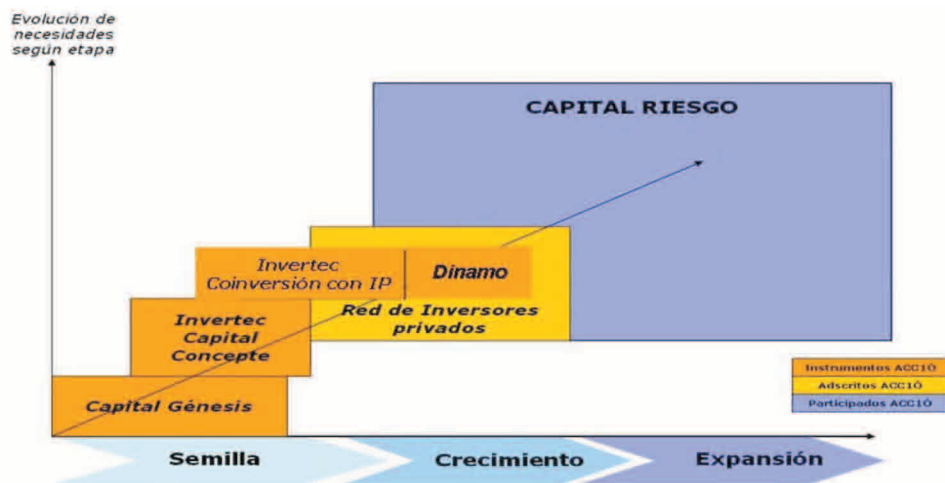 Evolución de
necesidades
según etapa
CAPITAL RIESGO
Invertec
Coinversión con IP
Dinamo
Red de Inversores
privados
Invertec
Capital
Concepte
Capital Génesis
Instrumentos ACC1Ó
Adscritos ACC1Ó
Participados ACC1Ó
Semilla
Crecimiento
Expansión